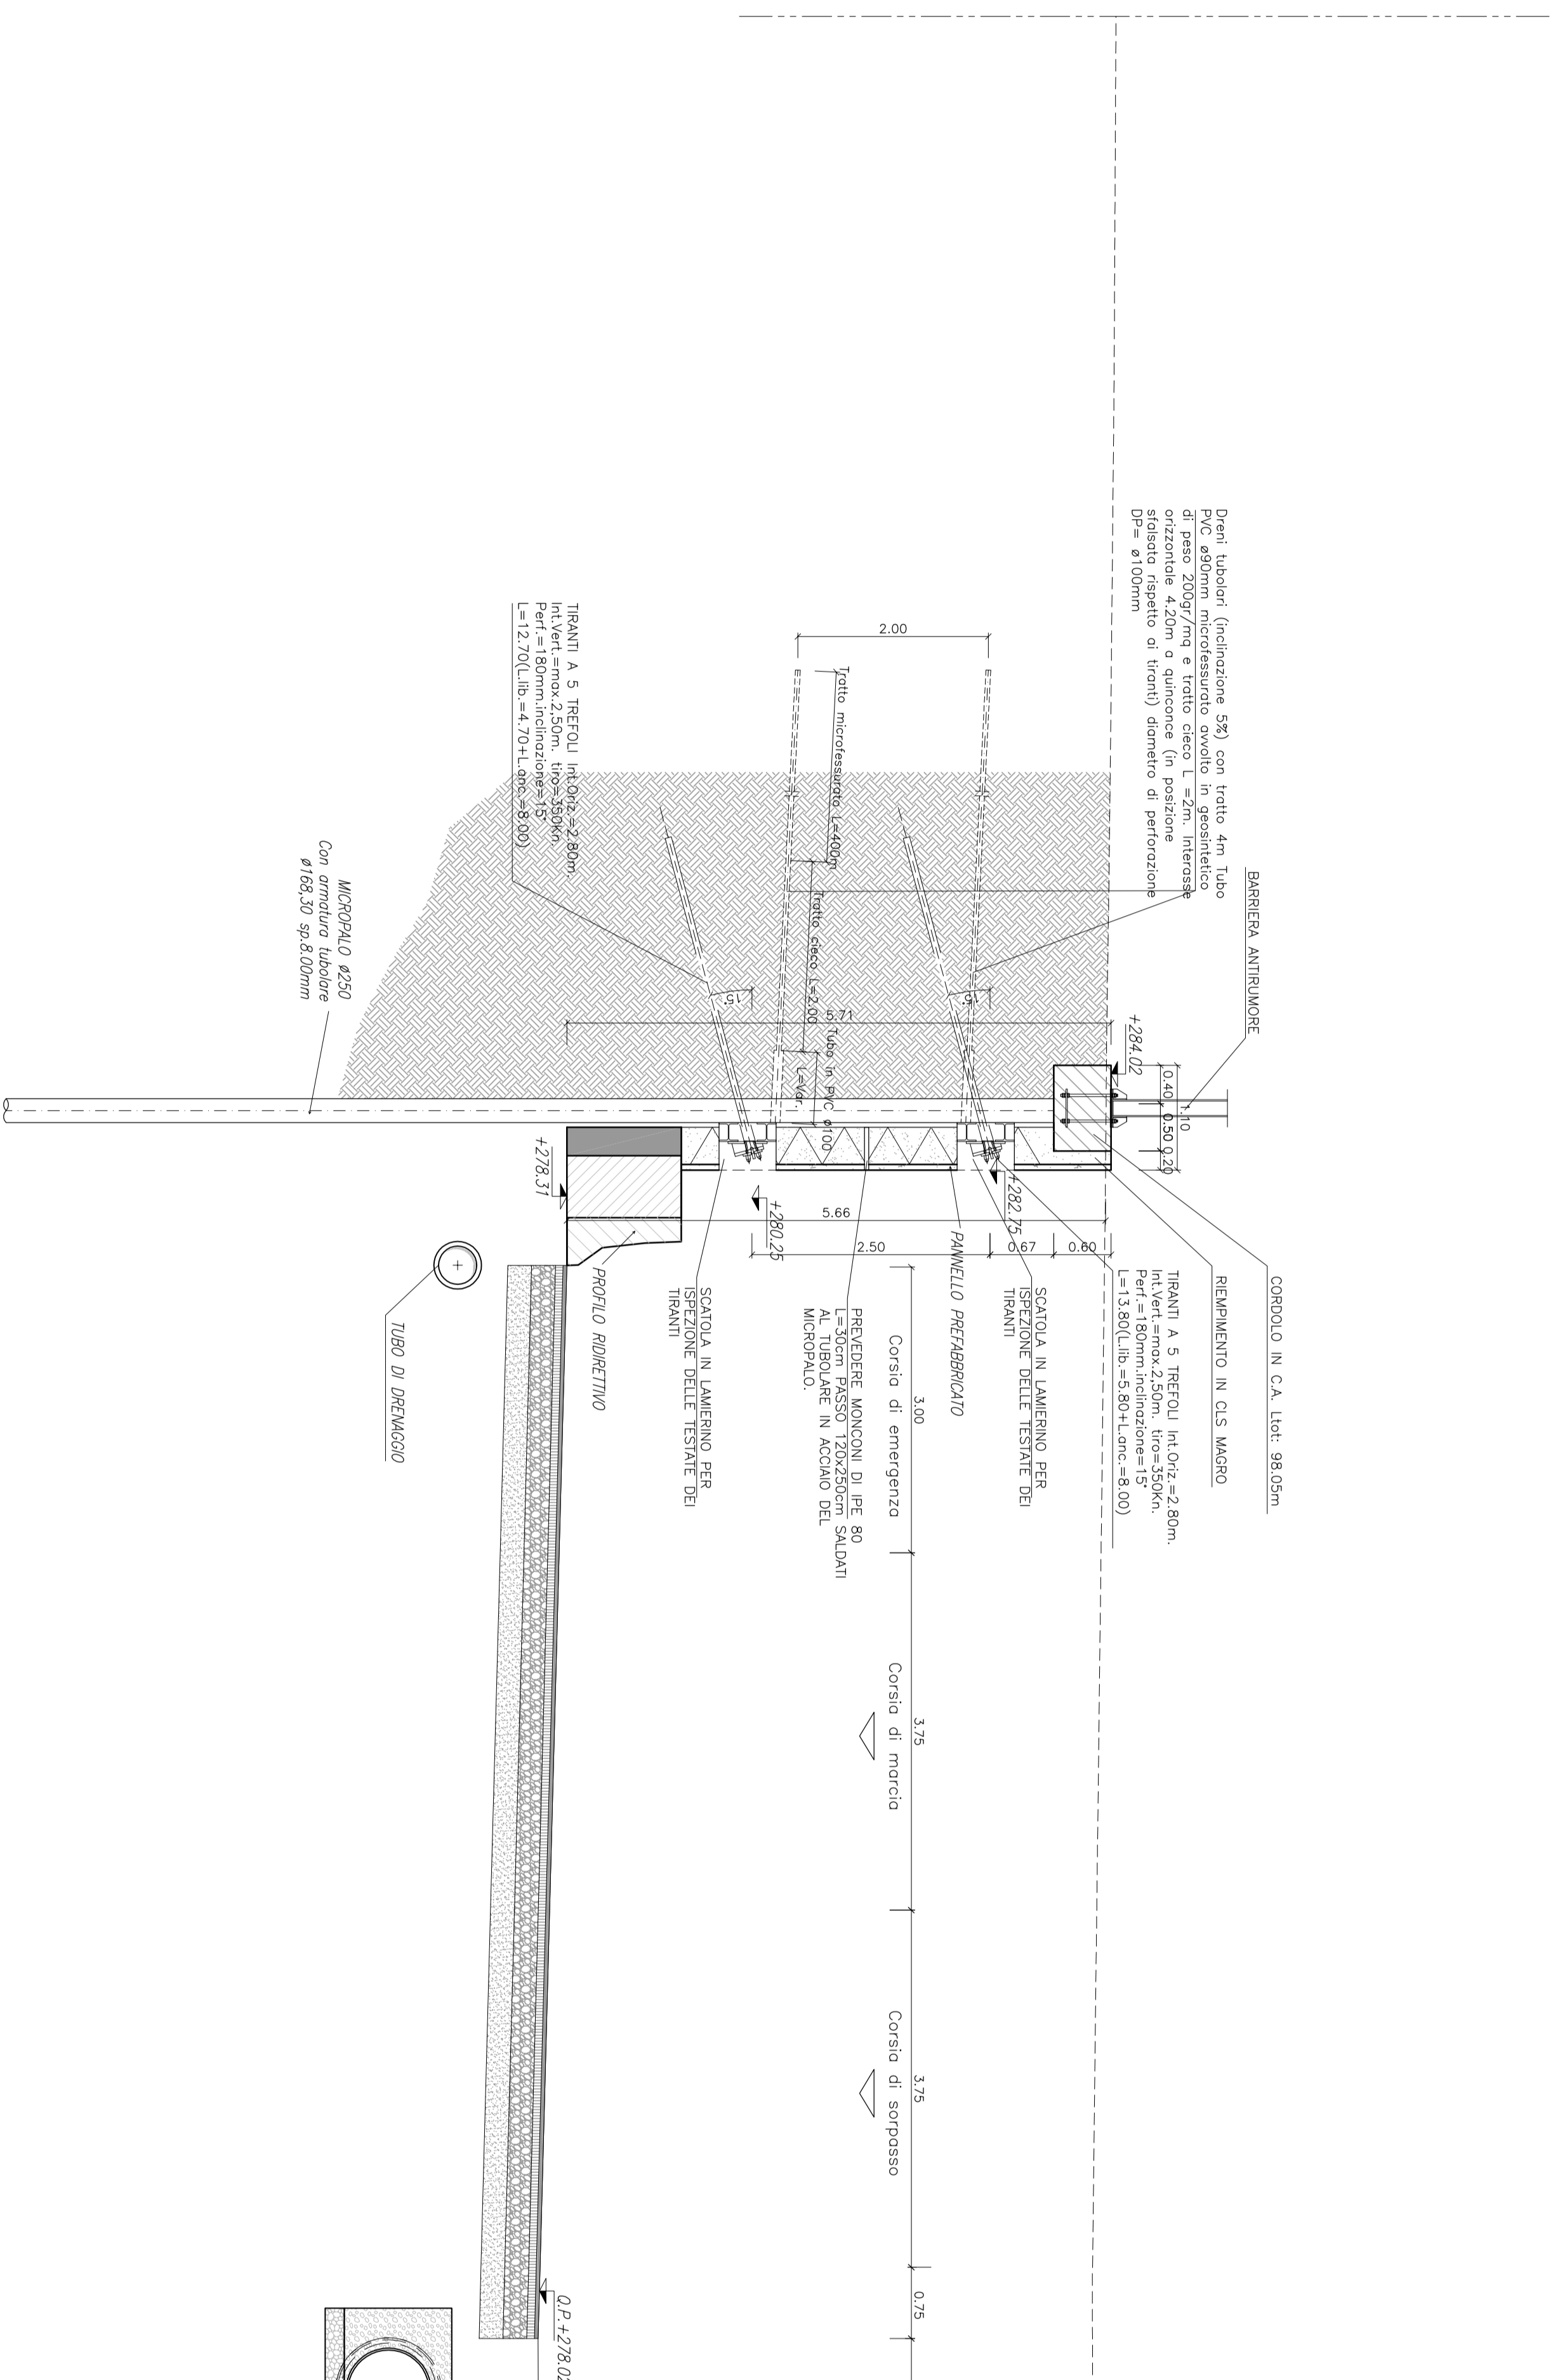 Dreni tubolari (inclinazione 5%) con tratto 4m Tubo
PVC ø90mm microfessurato avvolto in geosintetico
di peso 200gr/mq e tratto cieco L =2m. Interasse
orizzontale 4.20m a quinconce (in posizione
sfalsata rispetto ai tiranti) diametro di perforazione
DP= ø100mm
BARRIERA ANTIRUMORE
CORDOLO IN C.A. Ltot: 98.05m
RIEMPIMENTO IN CLS MAGRO
TIRANTI A 5 TREFOLI Int.Oriz.=2.80m.
Int.Vert.=max.2,50m. tiro=350Kn.
Perf.=180mm.inclinazione=15°
L=13.80(L.lib.=5.80+L.anc.=8.00)
+284.02
1.10
0.40
0.50
0.20
2.00
Tratto microfessurato L=400m
Tratto cieco L=2.00
Tubo in PVC ø100
L=Var.
15°
15°
5.71
5.66
+282.75
+280.25
2.50
0.67
0.60
SCATOLA IN LAMIERINO PER
ISPEZIONE DELLE TESTATE DEI
TIRANTI
PANNELLO PREFABBRICATO
PREVEDERE MONCONI DI IPE 80
L=30cm PASSO 120x250cm SALDATI
AL TUBOLARE IN ACCIAIO DEL
MICROPALO.
SCATOLA IN LAMIERINO PER
ISPEZIONE DELLE TESTATE DEI
TIRANTI
3.00
3.75
3.75
0.75
Corsia di emergenza
Corsia di marcia
Corsia di sorpasso
TIRANTI A 5 TREFOLI Int.Oriz.=2.80m.
Int.Vert.=max.2,50m. tiro=350Kn.
Perf.=180mm.inclinazione=15°
L=12.70(L.lib.=4.70+L.anc.=8.00)
PROFILO RIDIRETTIVO
+278.31
Q.P.+278.02
TUBO DI DRENAGGIO
MICROPALO ø250
Con armatura tubolare
ø168,30 sp.8.00mm